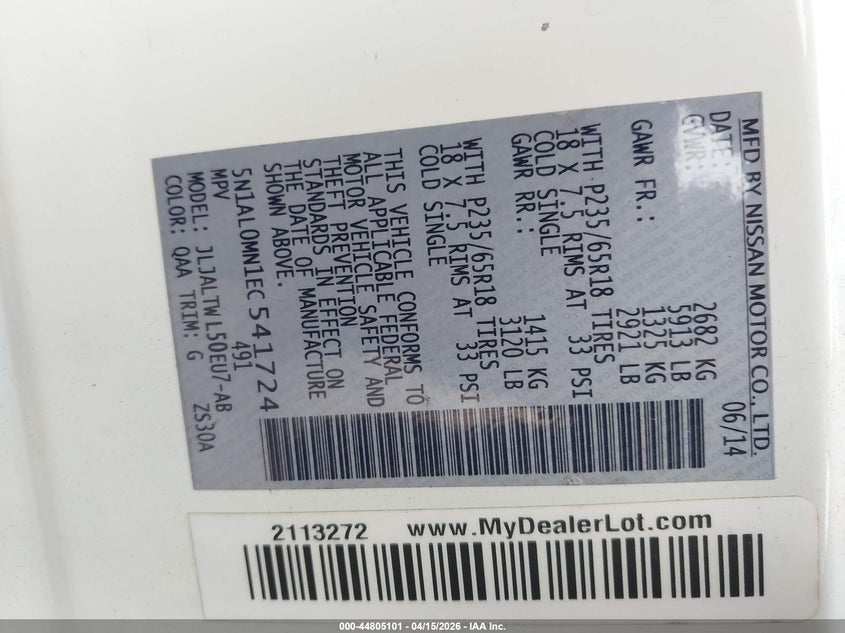 MFD BY NISSAN MOTOR CO., LTD.
DATE: 06/14
GVWR: 2682 KG
5913 LB
GAWR FR.: 1325 KG
2921 LB
WITH P235/65R18 TIRES
18 X 7.5 RIMS AT 33 PSI
COLD SINGLE
GAWR RR.: 1415 KG
3120 LB
WITH P235/65R18 TIRES
18 X 7.5 RIMS AT 33 PSI
COLD SINGLE
THIS VEHICLE CONFORMS TO
ALL APPLICABLE FEDERAL
MOTOR VEHICLE SAFETY AND
THEFT PREVENTION
STANDARDS IN EFFECT ON
THE DATE OF MANUFACTURE
SHOWN ABOVE.
5N1AL0MN1EC541724
MPV 491
MODEL: JLJALTWL50EU7-AB
COLOR: QAA TRIM: G ZS30A
2113272 www.MyDealerLot.com
000-44805101 - 04/15/2026 - IAA Inc.